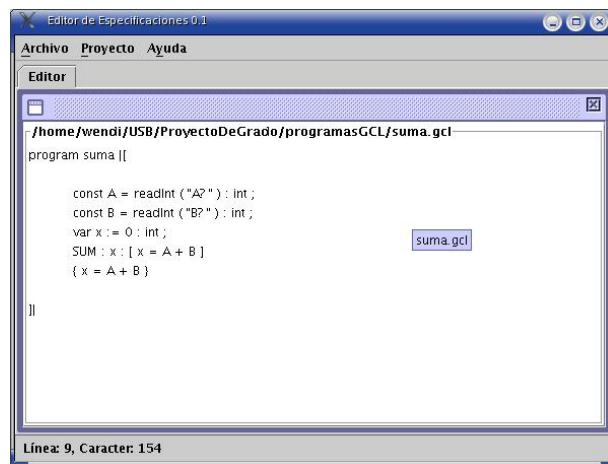 Editor de Especificaciones 0.1
Archivo Proyecto Ayuda
Editor
/home/wendi/USB/ProyectoDeGrado/programasGCL/suma.gcl
program suma |[
const A = readInt ("A? ") : int ;
const B = readInt ("B? ") : int ;
var x := 0 : int ;
SUM : x : [ x = A + B ]
{ x = A + B }
suma.gcl
]|
Línea: 9, Caracter: 154